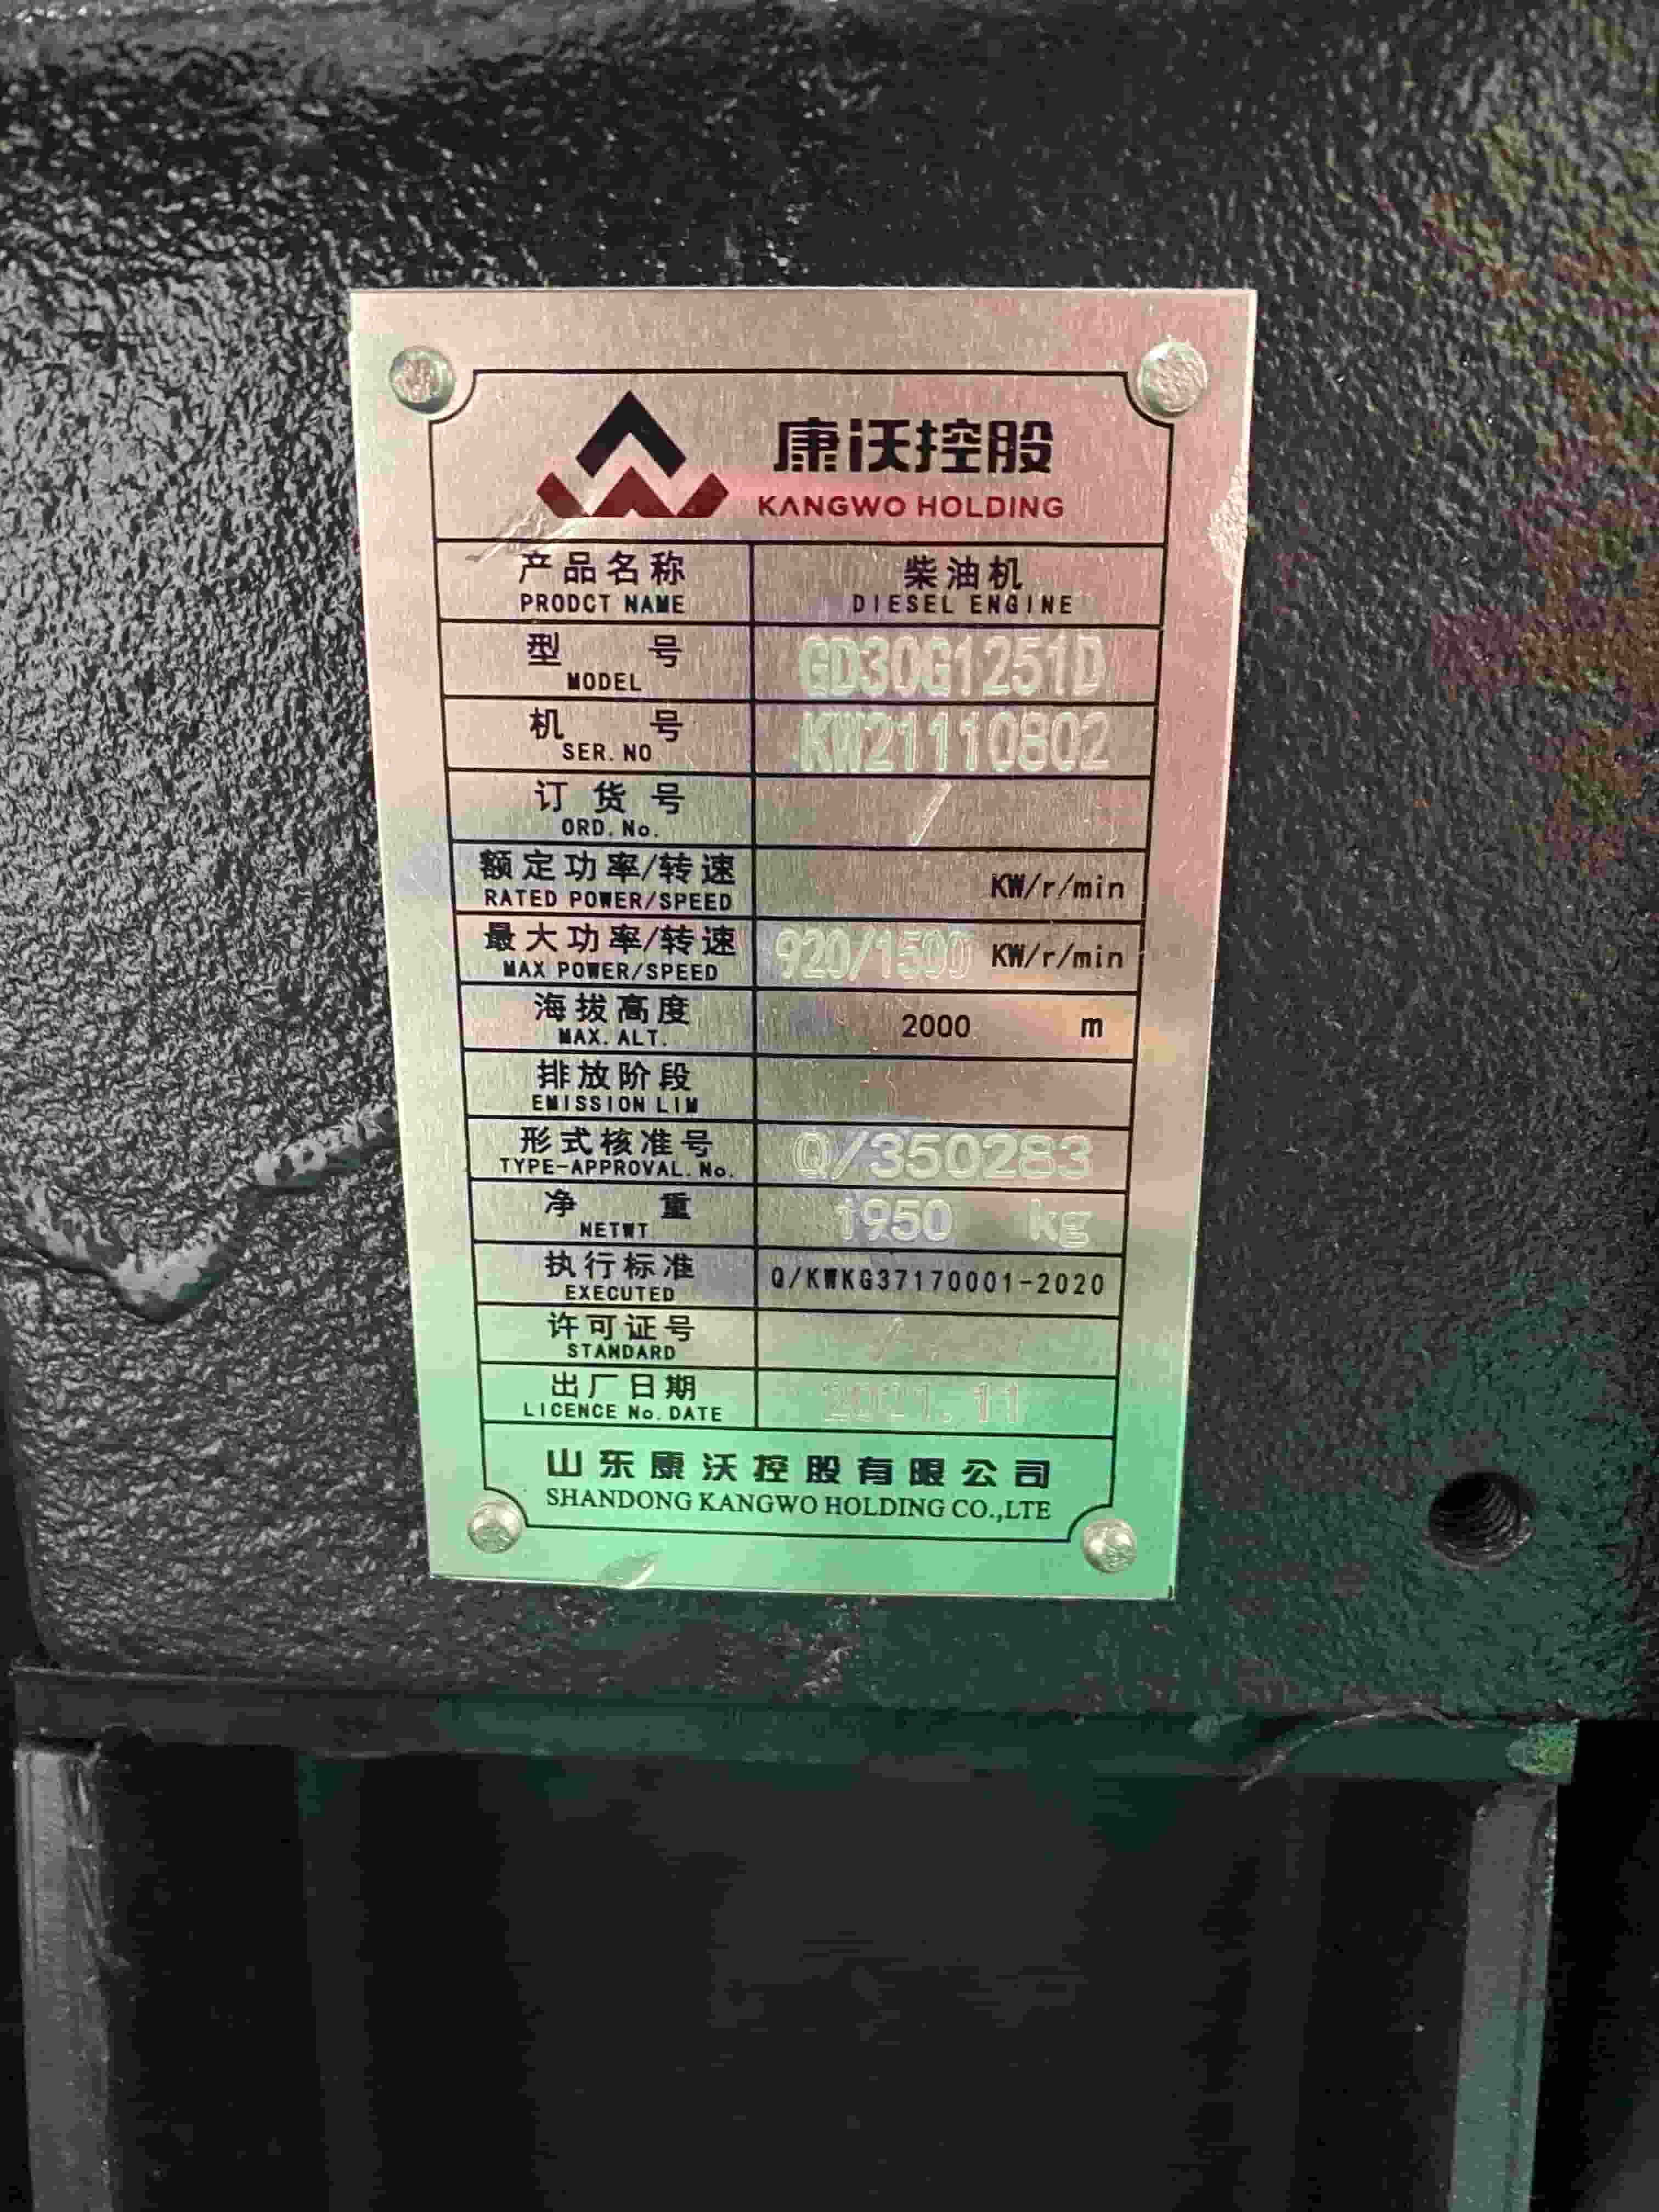 康沃控股
KANGWO HOLDING
产品名称 柴油机
PRODCT NAME DIESEL ENGINE
型号 GD30G1251D
MODEL
机号 KW21110802
SER. NO
订货号 /
ORD. No.
额定功率/转速 KW/r/min
RATED POWER/SPEED
最大功率/转速 920/1500 KW/r/min
MAX POWER/SPEED
海拔高度 2000 m
MAX. ALT.
排放阶段
EMISSION LIM
形式核准号 Q/350283
TYPE-APPROVAL. No.
净重 1950 kg
NETWT
执行标准 Q/KWKG37170001-2020
EXECUTED
许可证号 /
STANDARD
出厂日期 2021.11
LICENCE No. DATE
山东康沃控股有限公司
SHANDONG KANGWO HOLDING CO.,LTE